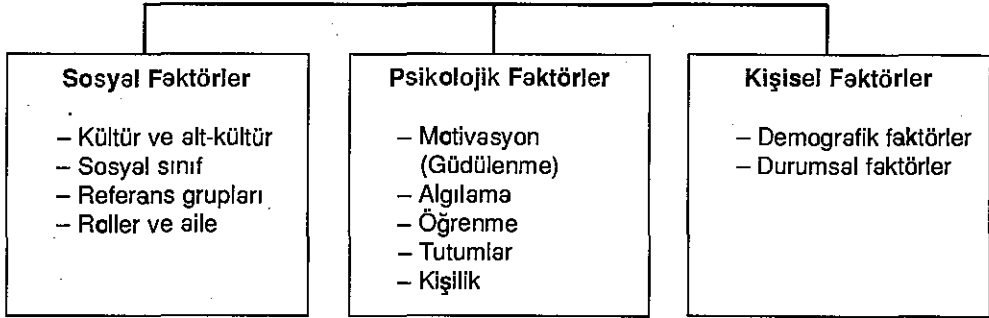 Sosyal Faktörler
– Kültür ve alt-kültür
– Sosyal sınıf
– Referans grupları
– Roller ve aile
Psikolojik Faktörler
– Motivasyon
(Güdülenme)
– Algılama
– Öğrenme
– Tutumlar
– Kişilik
Kişisel Faktörler
– Demografik faktörler
– Durumsal faktörler